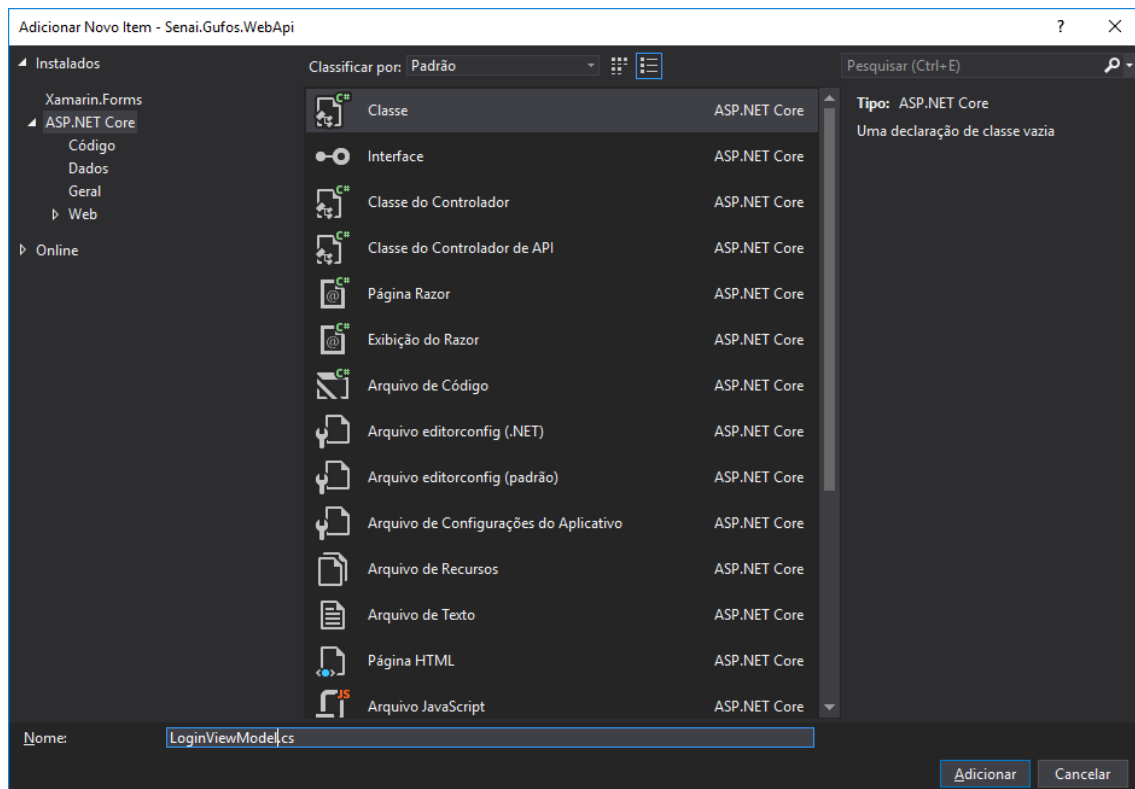 Adicionar Novo Item - Senai.Gufos.WebApi
? ×
Instalados
Xamarin.Forms
ASP.NET Core
Código
Dados
Geral
Web
Online
Classificar por: Padrão
C# Classe ASP.NET Core
Interface ASP.NET Core
C# Classe do Controlador ASP.NET Core
C# Classe do Controlador de API ASP.NET Core
C# @ Página Razor ASP.NET Core
C# @ Exibição do Razor ASP.NET Core
C# Arquivo de Código ASP.NET Core
Arquivo editorconfig (.NET) ASP.NET Core
Arquivo editorconfig (padrão) ASP.NET Core
Arquivo de Configurações do Aplicativo ASP.NET Core
Arquivo de Recursos ASP.NET Core
Arquivo de Texto ASP.NET Core
Página HTML ASP.NET Core
JS Arquivo JavaScript ASP.NET Core
Pesquisar (Ctrl+E)
Tipo: ASP.NET Core
Uma declaração de classe vazia
Nome: LoginViewModel.cs
Adicionar Cancelar